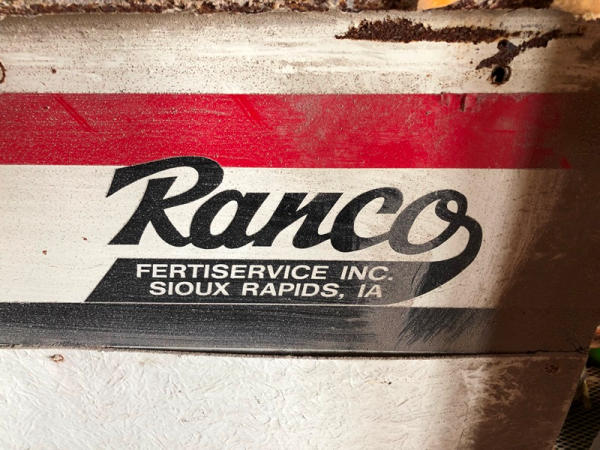 Ranco
FERTISERVICE INC.
SIOUX RAPIDS, IA